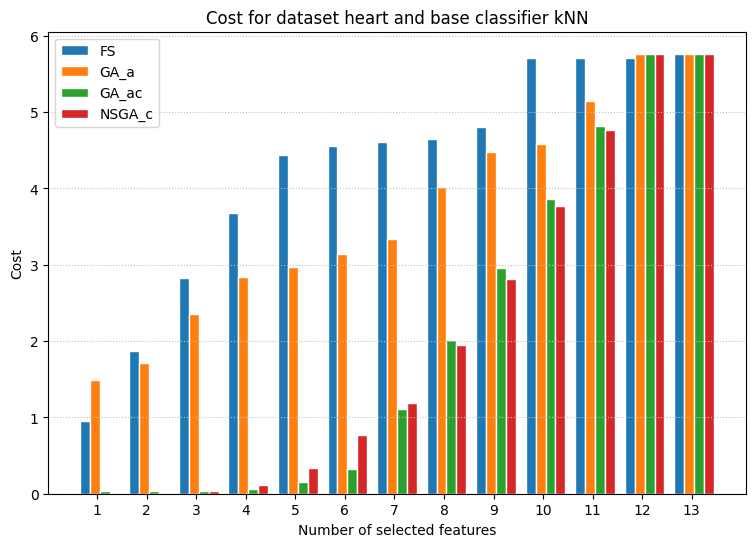 Cost for dataset heart and base classifier kNN
FS
GA_a
GA_ac
NSGA_c
6
5
4
3
2
1
0
Cost
1 2 3 4 5 6 7 8 9 10 11 12 13
Number of selected features